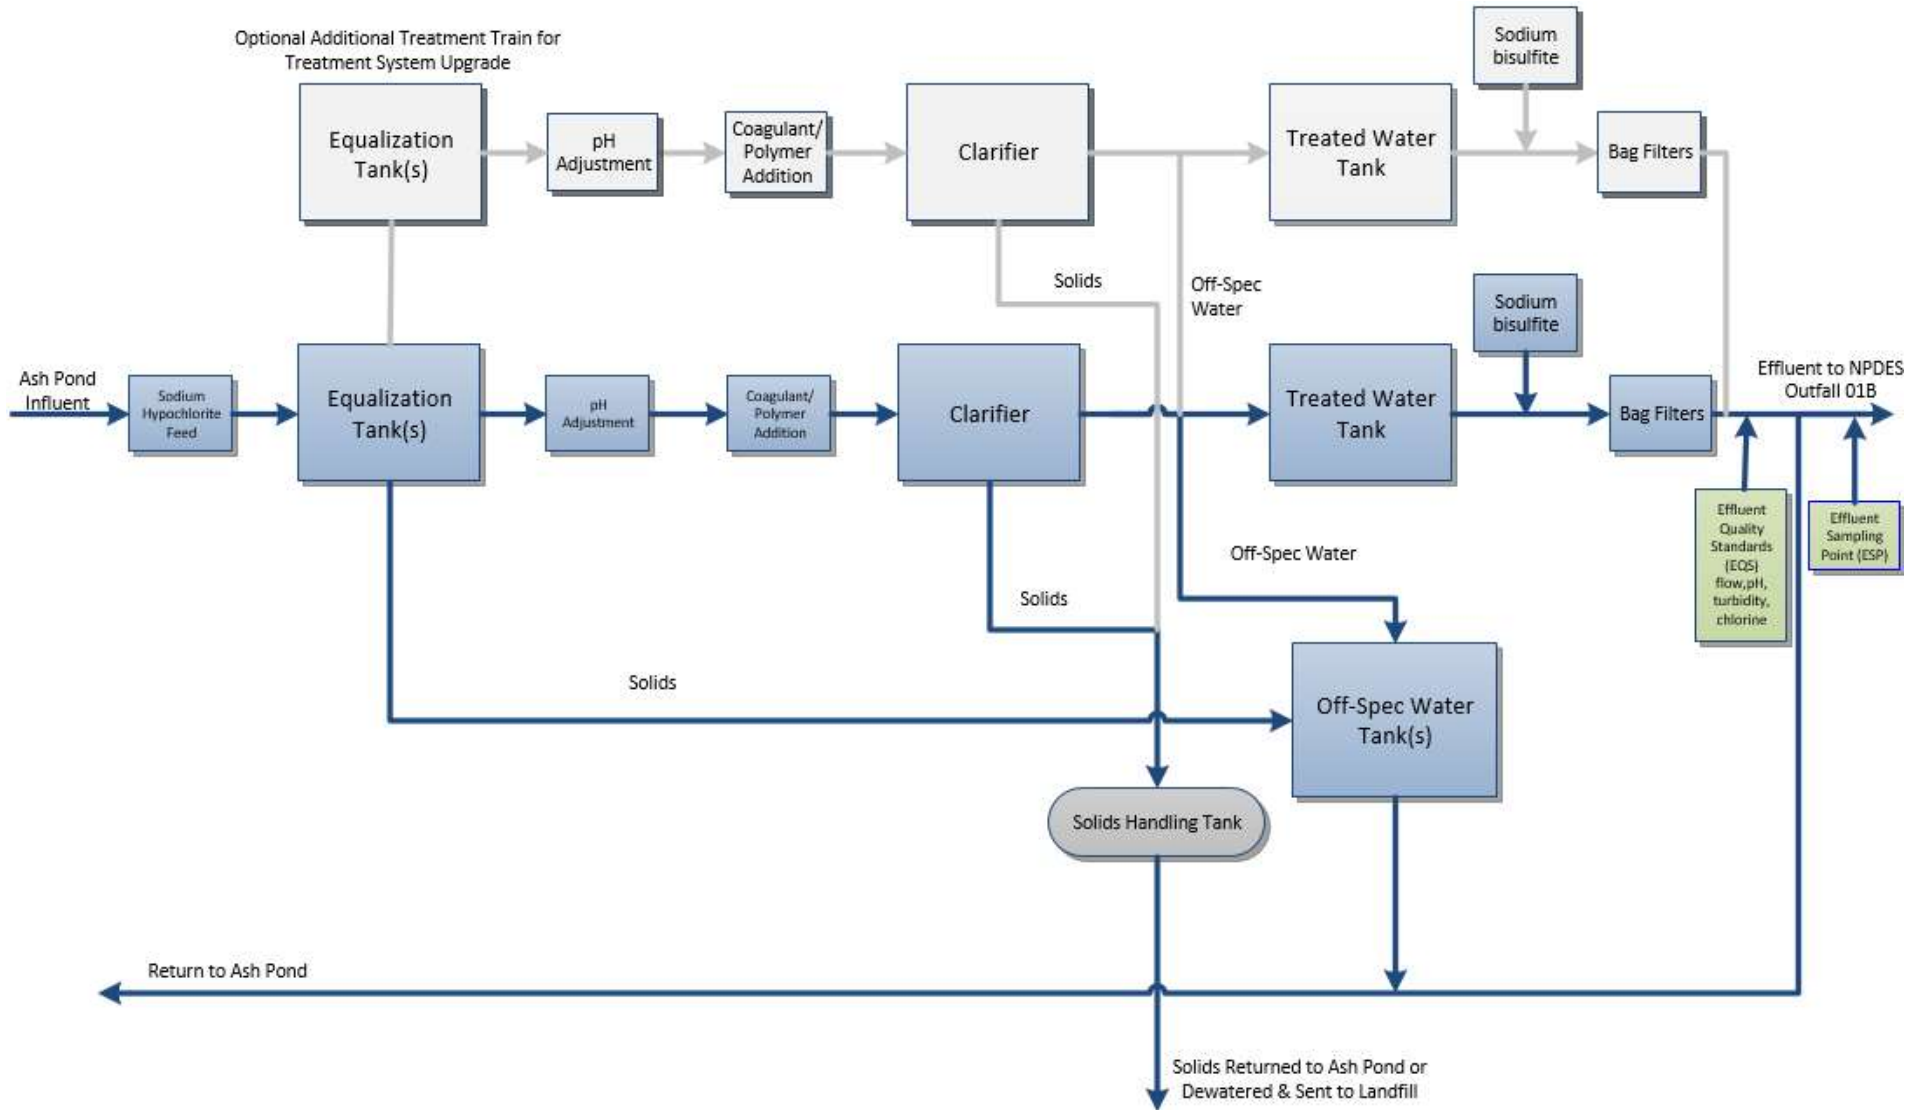 Optional Additional Treatment Train for
Treatment System Upgrade
Equalization
Tank(s)
pH
Adjustment
Coagulant/
Polymer
Addition
Clarifier
Treated Water
Tank
Sodium
bisulfite
Bag Filters
Solids
Off-Spec
Water
Ash Pond
Influent
Sodium
Hypochlorite
Feed
Equalization
Tank(s)
pH
Adjustment
Coagulant/
Polymer
Addition
Clarifier
Treated Water
Tank
Sodium
bisulfite
Bag Filters
Effluent to NPDES
Outfall 01B
Effluent
Quality
Standards
(EQS)
flow,pH,
turbidity,
chlorine
Effluent
Sampling
Point (ESP)
Off-Spec Water
Solids
Solids
Off-Spec Water
Tank(s)
Solids Handling Tank
Return to Ash Pond
Solids Returned to Ash Pond or
Dewatered & Sent to Landfill